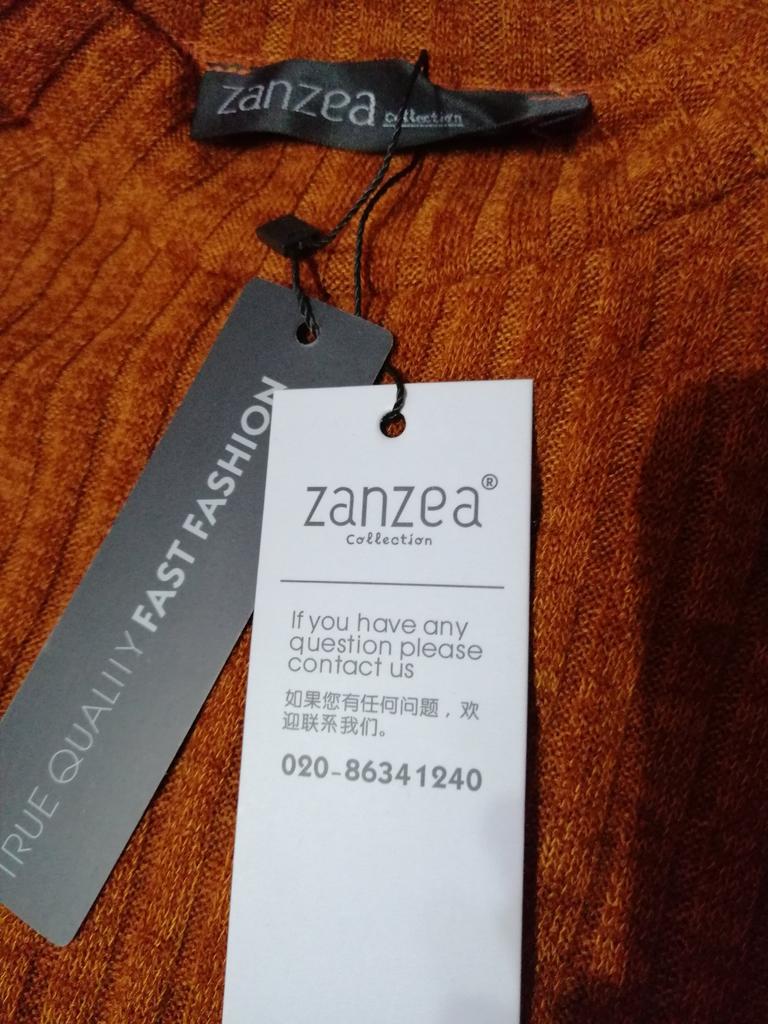 zanzea collection
TRUE QUALITY FAST FASHION
zanzea®
Collection
If you have any
question please
contact us
如果您有任何问题，欢
迎联系我们。
020-86341240